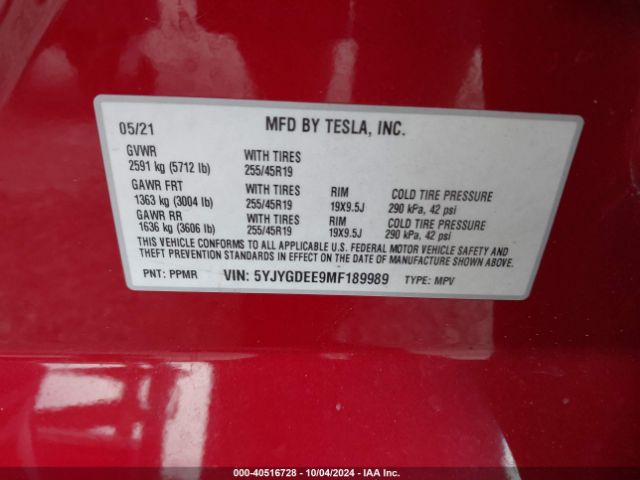 05/21 MFD BY TESLA, INC.
GVWR WITH TIRES
2591 kg (5712 lb) 255/45R19
GAWR FRT WITH TIRES RIM COLD TIRE PRESSURE
1363 kg (3004 lb) 255/45R19 19X9.5J 290 kPa, 42 psi
GAWR RR WITH TIRES RIM COLD TIRE PRESSURE
1636 kg (3606 lb) 255/45R19 19X9.5J 290 kPa, 42 psi
THIS VEHICLE CONFORMS TO ALL APPLICABLE U.S. FEDERAL MOTOR VEHICLE SAFETY AND
THEFT PREVENTION STANDARDS IN EFFECT ON THE DATE OF MANUFACTURE SHOWN ABOVE.
PNT: PPMR VIN: 5YJYGDEE9MF189989 TYPE: MPV
000-40516728 - 10/04/2024 - IAA Inc.